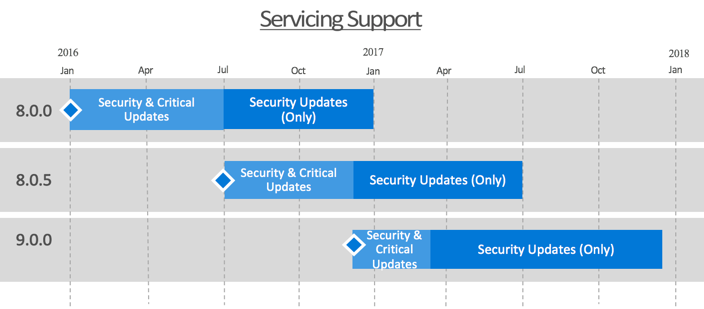 Servicing Support
2016 2017 2018
Jan Apr Jul Oct Jan Apr Jul Oct Jan
8.0.0
Security & Critical
Updates
Security Updates
(Only)
8.0.5
Security & Critical
Updates
Security Updates (Only)
9.0.0
Security &
Critical
Updates
Security Updates (Only)